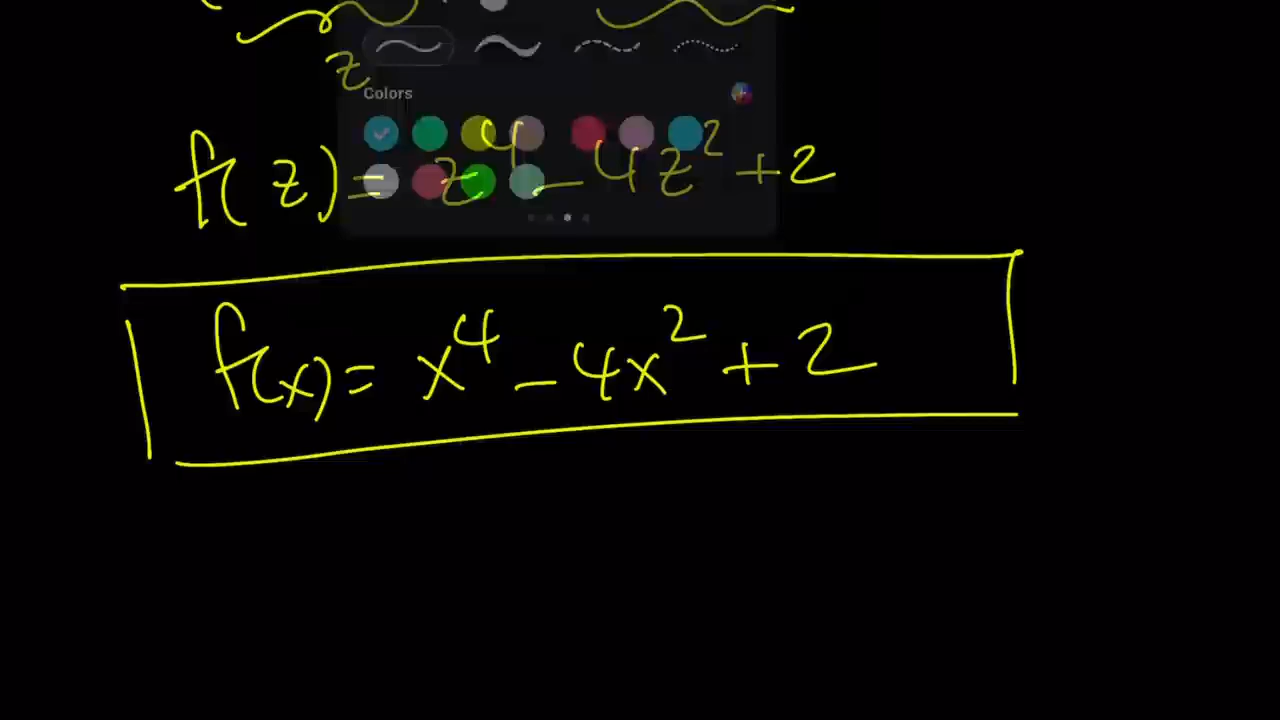 z
Colors
f(z) = z⁴ - 4z² + 2
f(x) = x⁴ - 4x² + 2